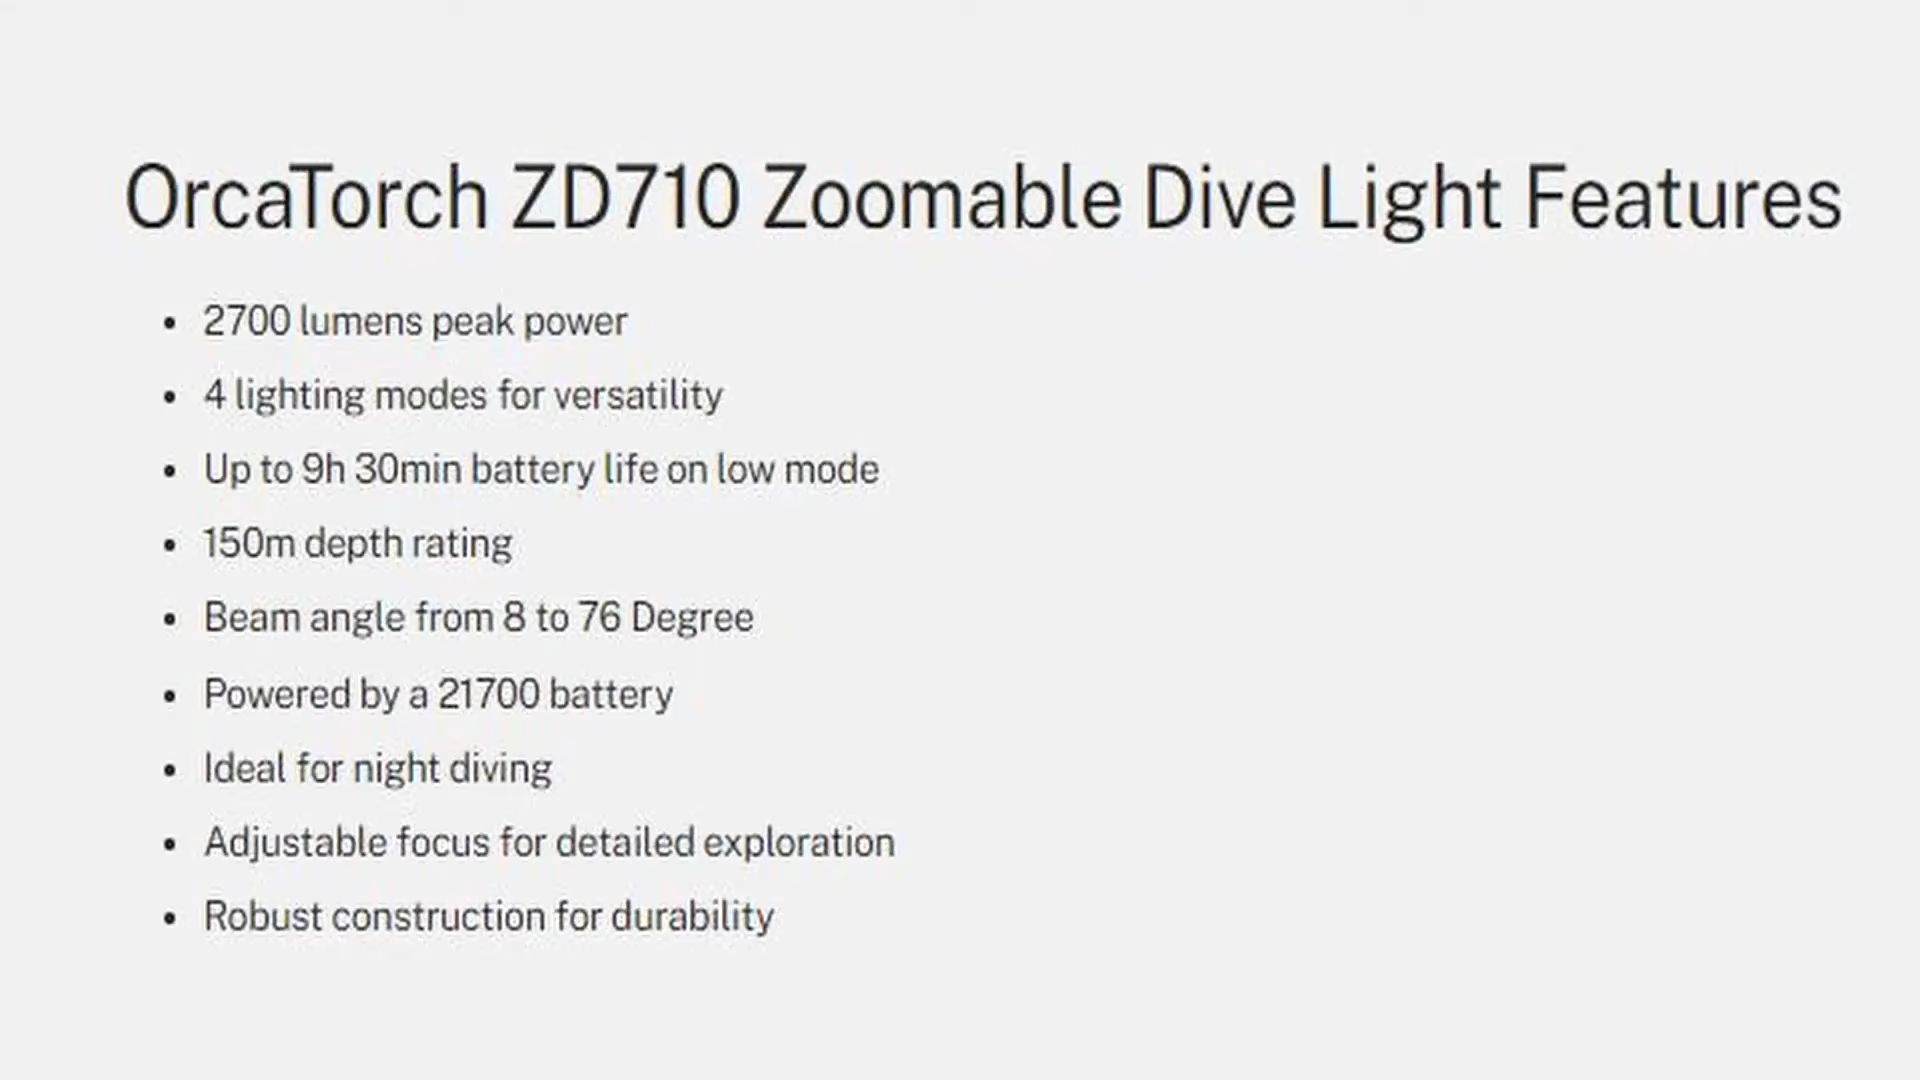 OrcaTorch ZD710 Zoomable Dive Light Features
• 2700 lumens peak power
• 4 lighting modes for versatility
• Up to 9h 30min battery life on low mode
• 150m depth rating
• Beam angle from 8 to 76 Degree
• Powered by a 21700 battery
• Ideal for night diving
• Adjustable focus for detailed exploration
• Robust construction for durability